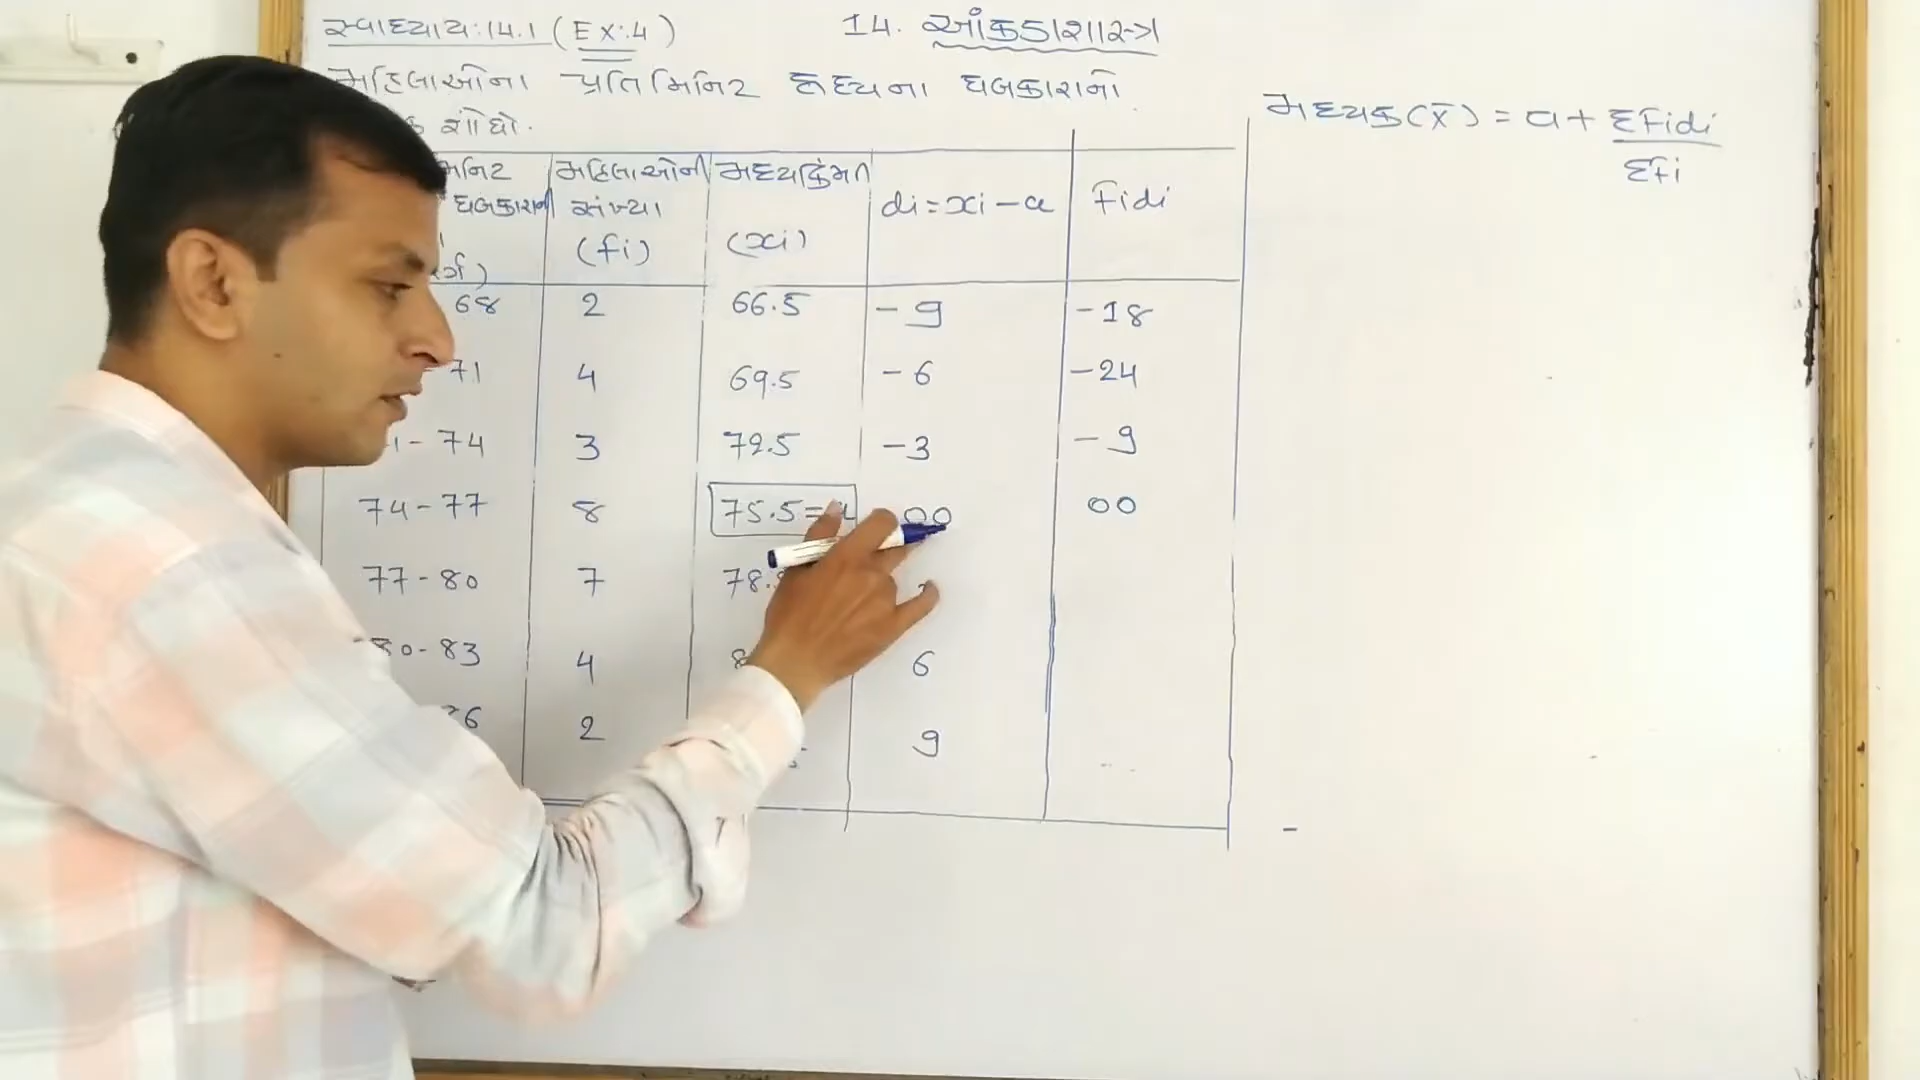 સ્વાધ્યાય:14.1 (Ex:4) 14. આંકડાશાસ્ત્ર
મહિલાઓના પ્રતિ મિનિટ હૃદયના ધબકારાનો
શોધો.
મધ્યક(x̄) = a + Σfidi / Σfi
ધબકારાની
મહિલાઓની સંખ્યા (fi)
મધ્યકિંમત (xi)
di = xi - a
Fidi
68 2 66.5 -9 -18
71 4 69.5 -6 -24
- 74 3 72.5 -3 -9
74 - 77 8 75.5 = 00 00
77 - 80 7 78.
80 - 83 4 8 6
2 9